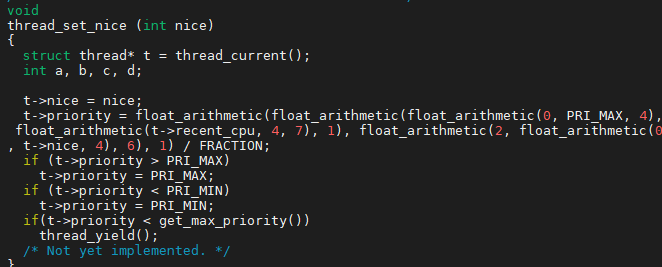 void
thread_set_nice (int nice)
{
  struct thread* t = thread_current();
  int a, b, c, d;

  t->nice = nice;
  t->priority = float_arithmetic(float_arithmetic(float_arithmetic(0, PRI_MAX, 4),
 float_arithmetic(t->recent_cpu, 4, 7), 1), float_arithmetic(2, float_arithmetic(0
, t->nice, 4), 6), 1) / FRACTION;
  if (t->priority > PRI_MAX)
    t->priority = PRI_MAX;
  if (t->priority < PRI_MIN)
    t->priority = PRI_MIN;
  if(t->priority < get_max_priority())
    thread_yield();
  /* Not yet implemented. */
}